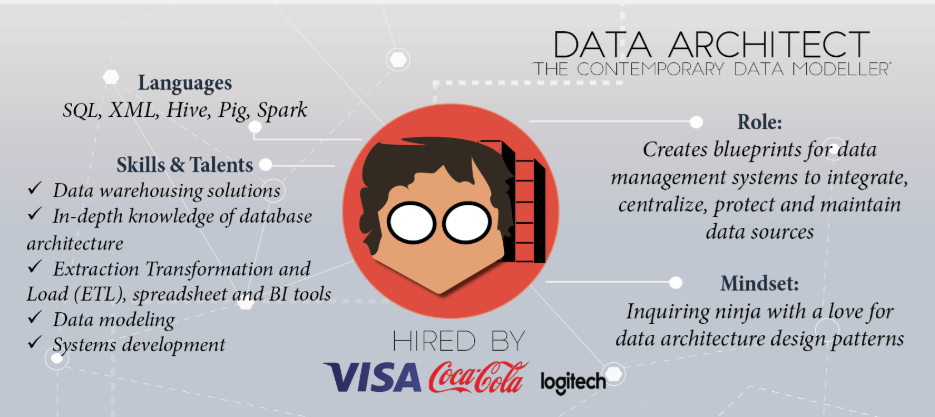 DATA ARCHITECT
THE CONTEMPORARY DATA MODELLER'
Languages
SQL, XML, Hive, Pig, Spark
Skills & Talents
✓ Data warehousing solutions
✓ In-depth knowledge of database
architecture
✓ Extraction Transformation and
Load (ETL), spreadsheet and BI tools
✓ Data modeling
✓ Systems development
Role:
Creates blueprints for data
management systems to integrate,
centralize, protect and maintain
data sources
Mindset:
Inquiring ninja with a love for
data architecture design patterns
HIRED BY
VISA Coca-Cola logitech